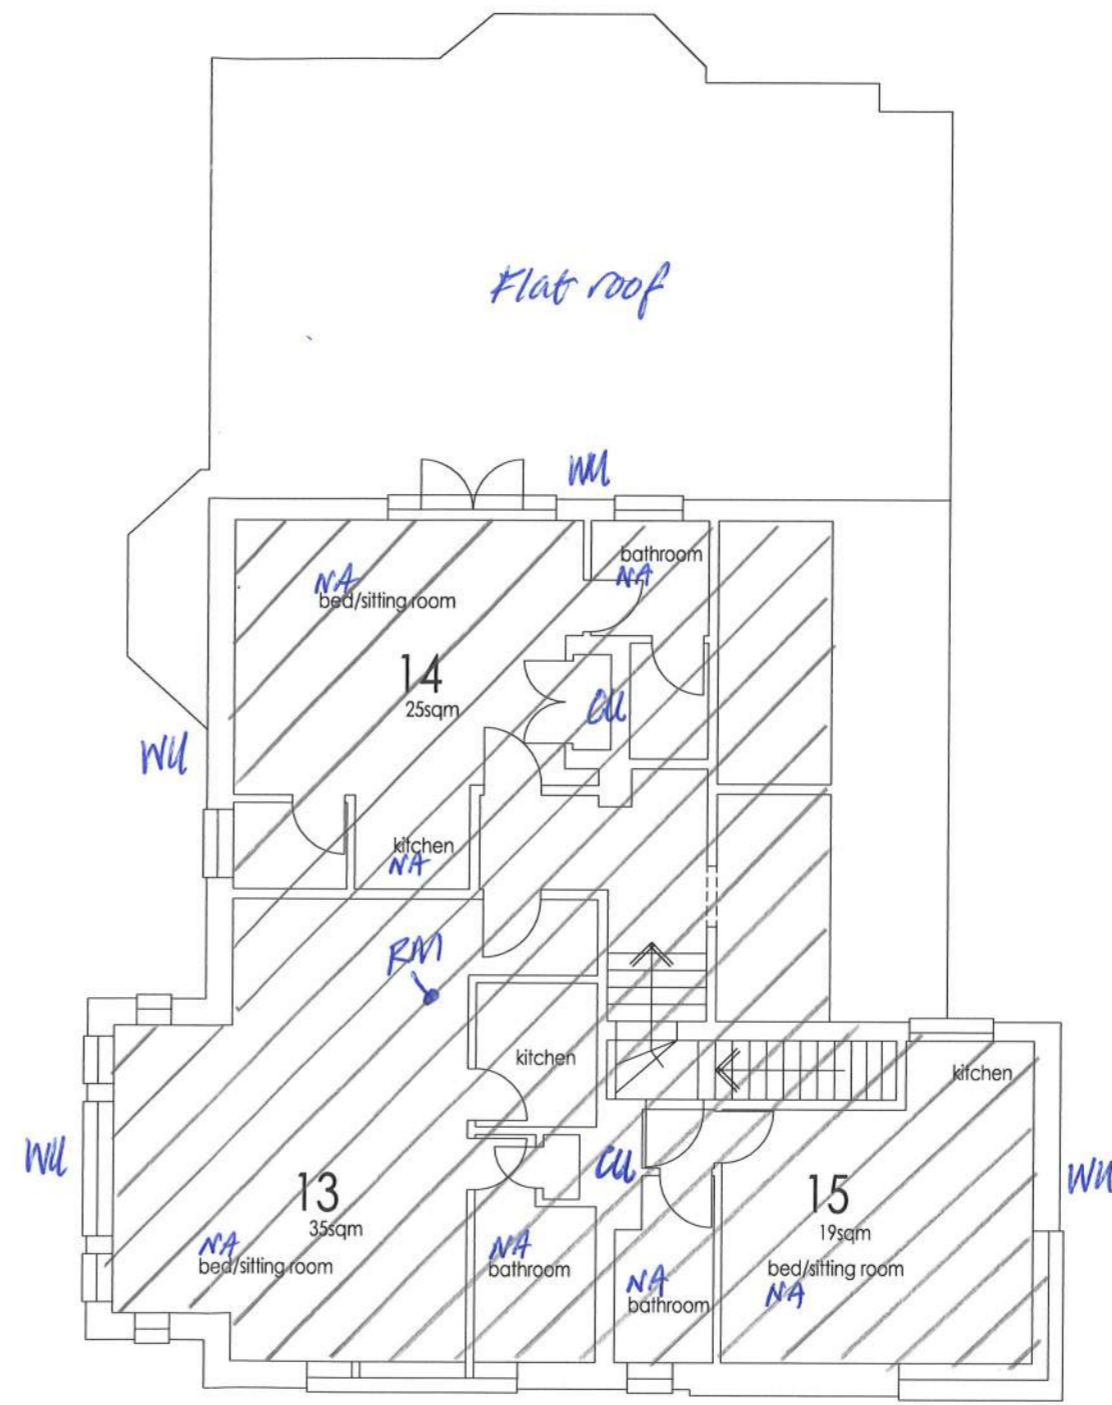 Flat roof
WU
bathroom
NA
NA
bed/sitting room
14
25sqm
CU
WU
kitchen
NA
RM
kitchen
kitchen
WU
CU
WU
13
35sqm
15
19sqm
NA
bed/sitting room
NA
bathroom
NA
bathroom
bed/sitting room
NA